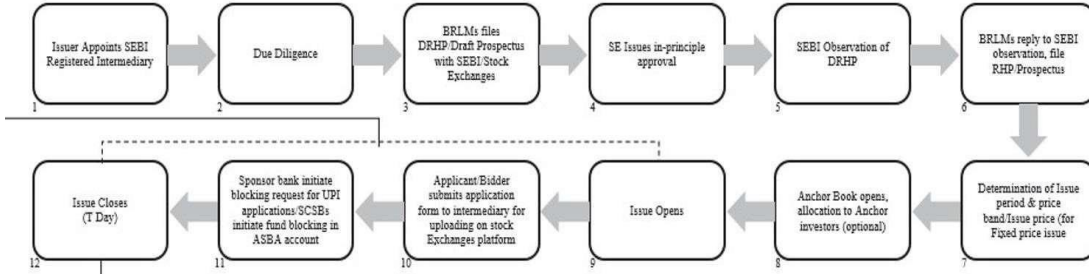 Issuer Appoints SEBI
Registered Intermediary
1
Due Diligence
2
BRLMs files
DRHP/Draft Prospectus
with SEBI/Stock
Exchanges
3
SE Issues in-principle
approval
4
SEBI Observation of
DRHP
5
BRLMs reply to SEBI
observation, file
RHP/Prospectus
6
Determination of Issue
period & price
band/Issue price (for
Fixed price issue
7
Anchor Book opens,
allocation to Anchor
investors (optional)
8
Issue Opens
9
Applicant/Bidder
submits application
form to intermediary for
uploading on stock
Exchanges platform
10
Sponsor bank initiate
blocking request for UPI
applications/SCSBs
initiate fund blocking in
ASBA account
11
Issue Closes
(T Day)
12